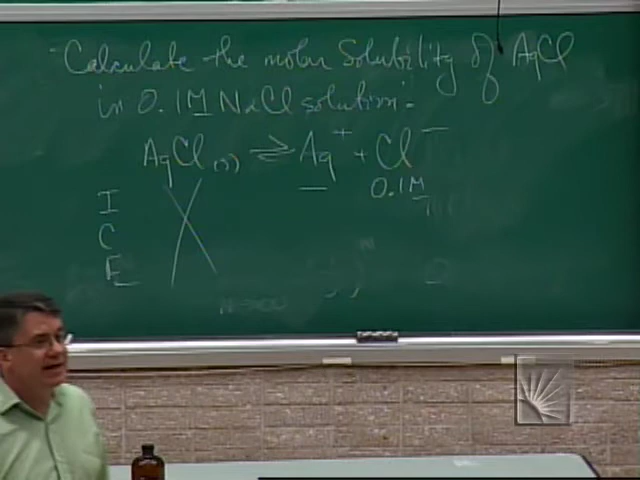 Calculate the molar solubility of AgCl
in 0.1M NaCl solution.
AgCl(s) ⇌ Ag+ + Cl−
0.1M
I
C
E